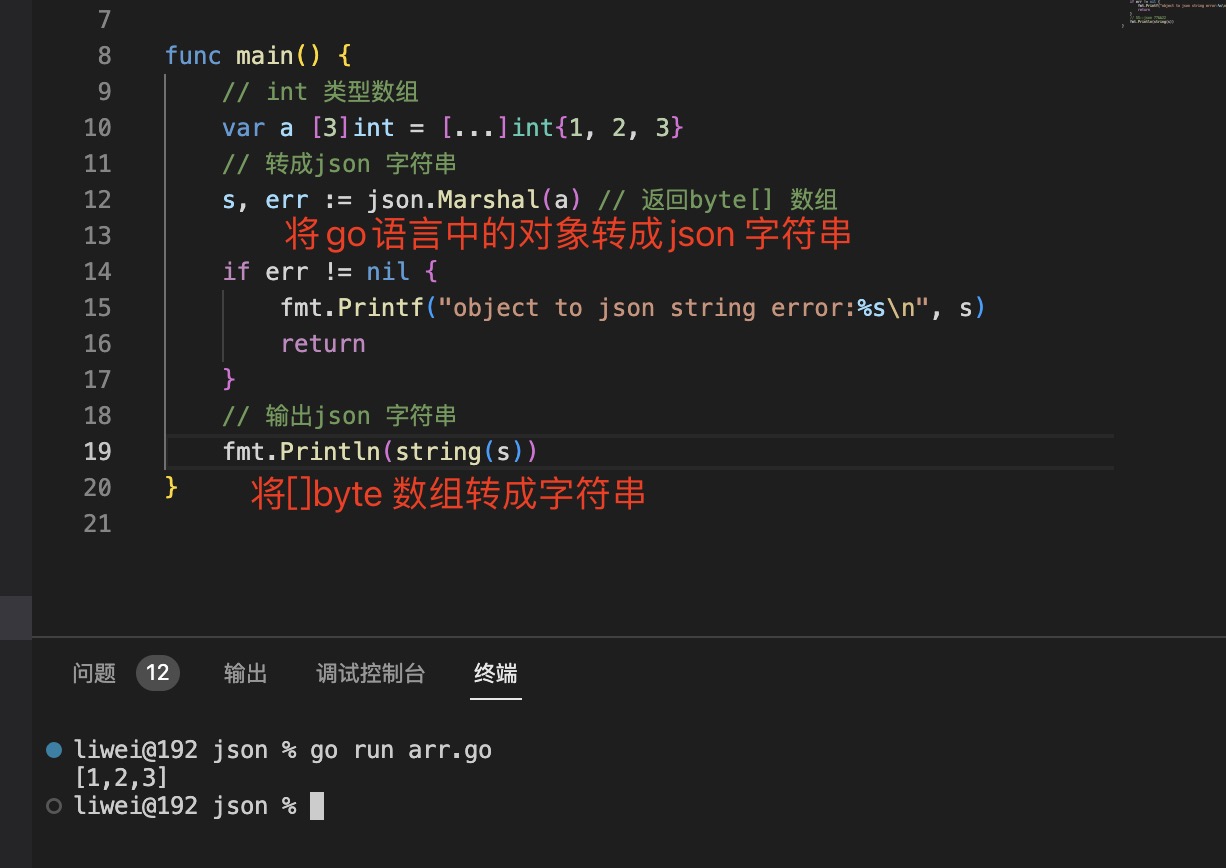 7
8 func main() {
9 // int 类型数组
10 var a [3]int = [...]int{1, 2, 3}
11 // 转成json 字符串
12 s, err := json.Marshal(a) // 返回byte[] 数组
13 将go语言中的对象转成json 字符串
14 if err != nil {
15 fmt.Printf("object to json string error:%s\n", s)
16 return
17 }
18 // 输出json 字符串
19 fmt.Println(string(s))
20 } 将[]byte 数组转成字符串
21
问题 12 输出 调试控制台 终端
liwei@192 json % go run arr.go
[1,2,3]
liwei@192 json %